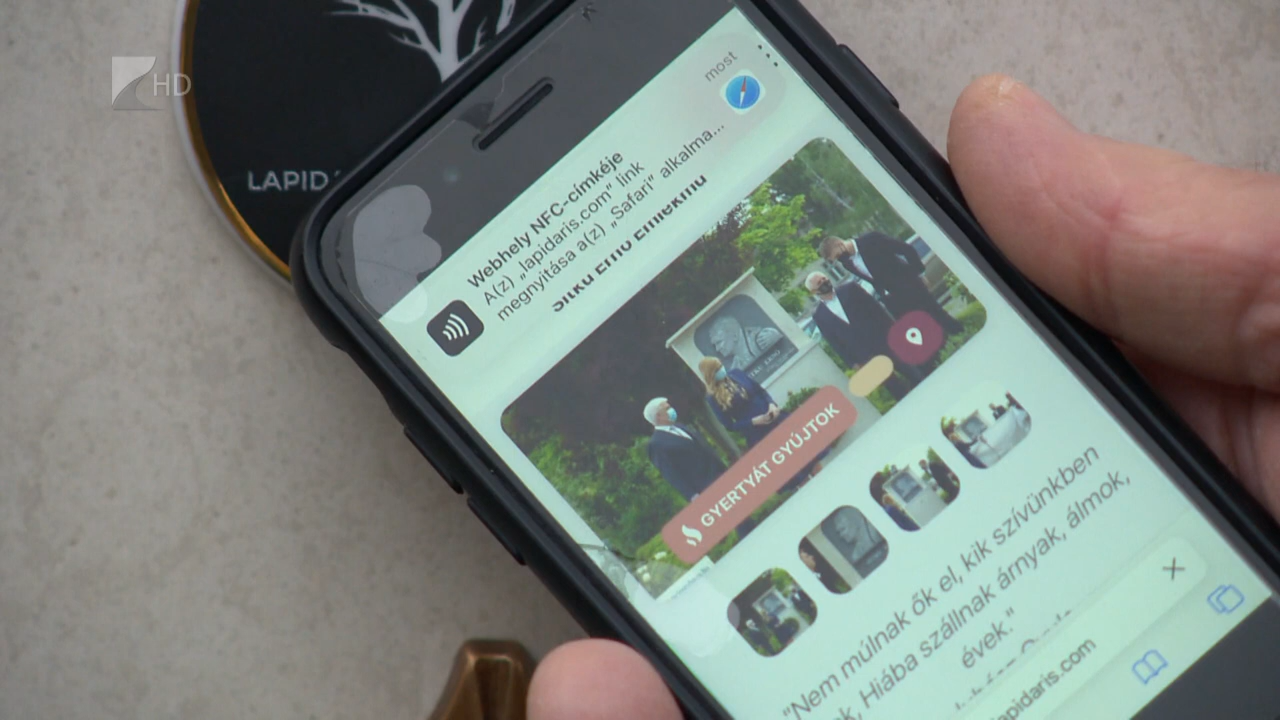 HD
LAPID
most
Webhely NFC-címkéje
A(z) „lapidaris.com” link
megnyitása a(z) „Safari” alkalma...
GYERTYÁT GYÚJTOK
"Nem múlnak ők el, kik szívünkben
Hiába szállnak árnyak, álmok,
évek."
lapidaris.com